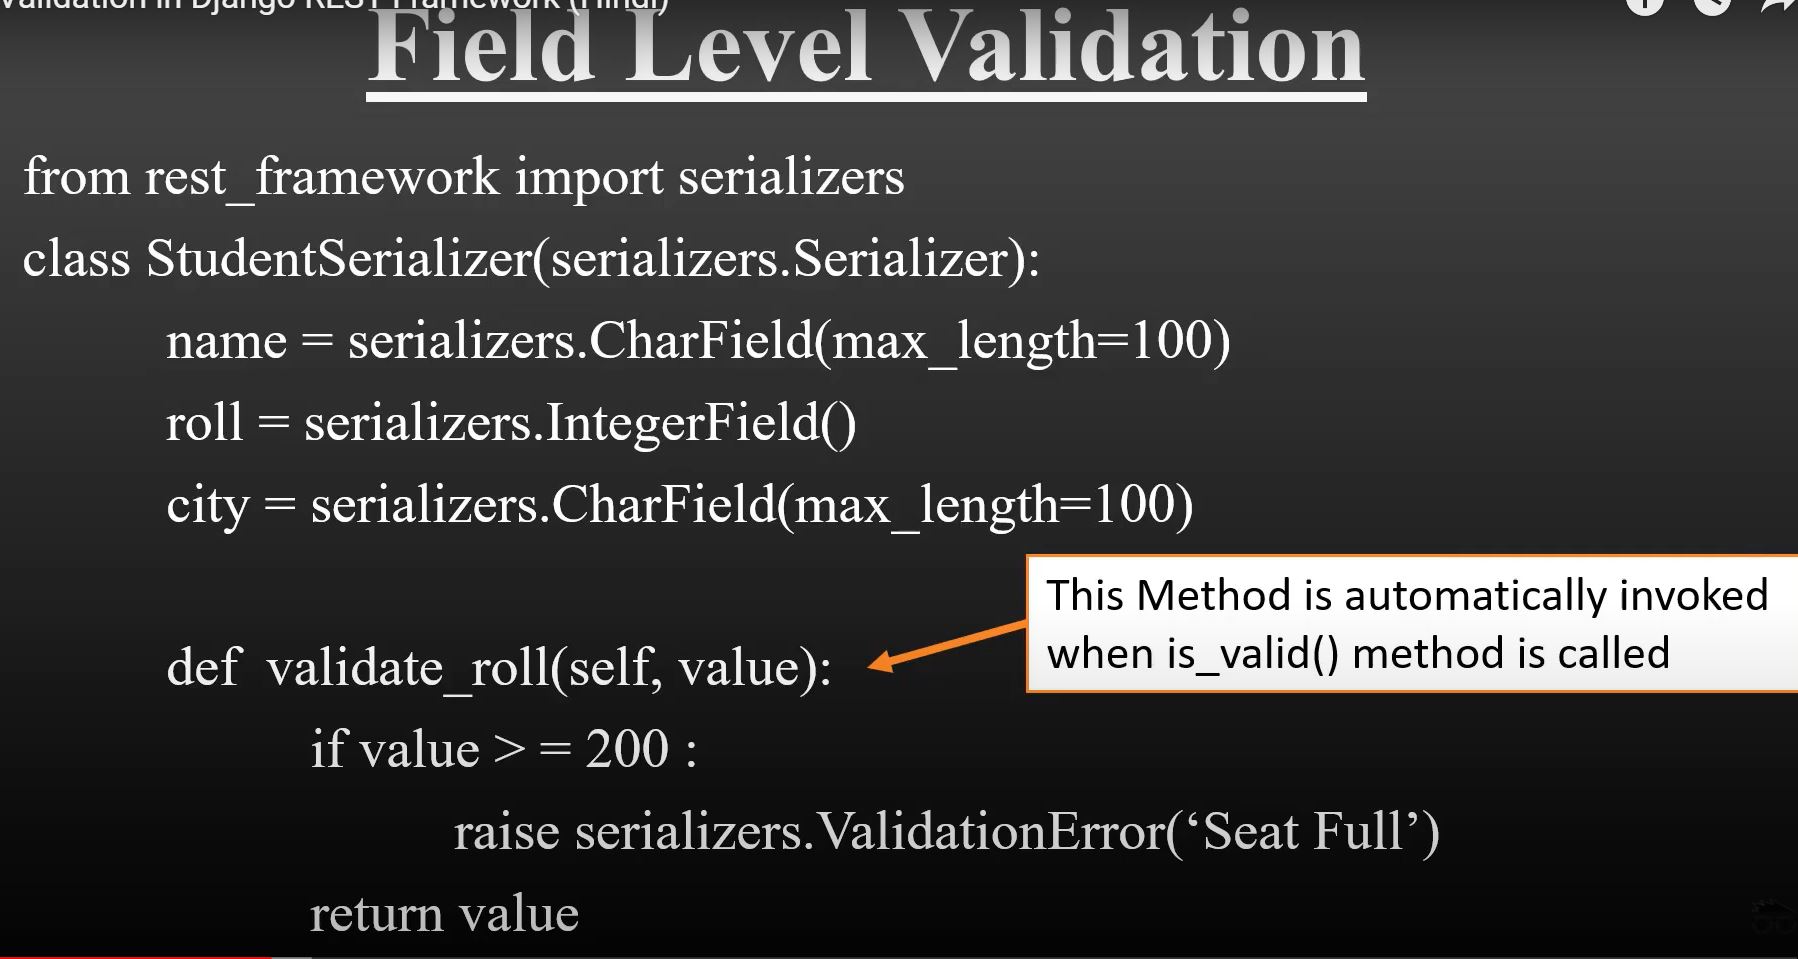 Validation in Django REST Framework (Hindi)
Field Level Validation
from rest_framework import serializers
class StudentSerializer(serializers.Serializer):
name = serializers.CharField(max_length=100)
roll = serializers.IntegerField()
city = serializers.CharField(max_length=100)
This Method is automatically invoked
when is_valid() method is called
def validate_roll(self, value):
if value > = 200 :
raise serializers.ValidationError(‘Seat Full’)
return value